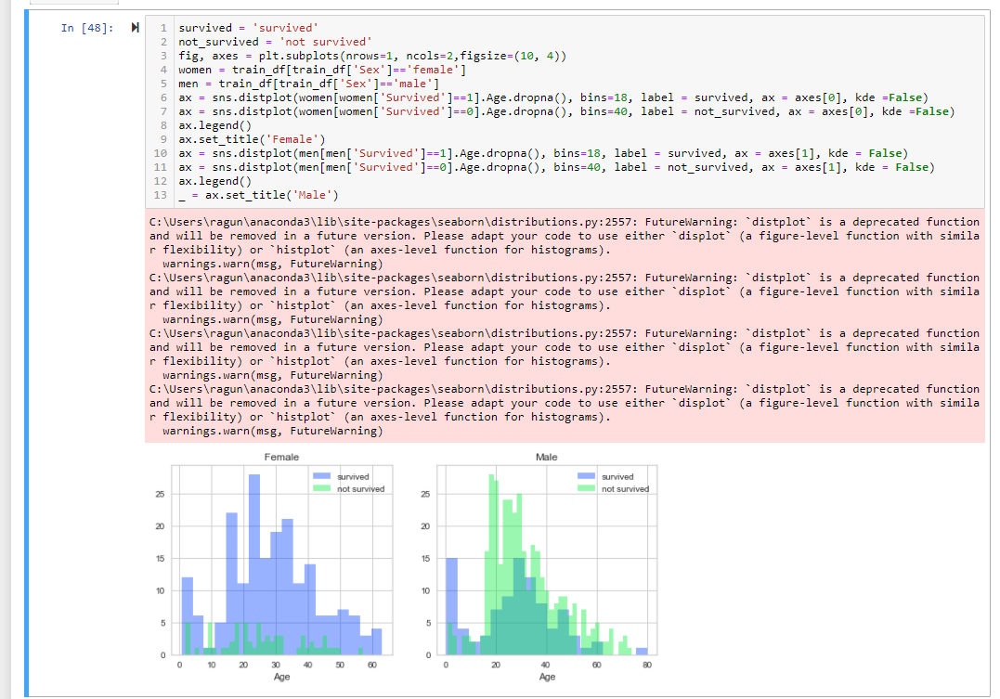 In [48]:
1 survived = 'survived'
2 not_survived = 'not survived'
3 fig, axes = plt.subplots(nrows=1, ncols=2,figsize=(10, 4))
4 women = train_df[train_df['Sex']=='female']
5 men = train_df[train_df['Sex']=='male']
6 ax = sns.distplot(women[women['Survived']==1].Age.dropna(), bins=18, label = survived, ax = axes[0], kde =False)
7 ax = sns.distplot(women[women['Survived']==0].Age.dropna(), bins=40, label = not_survived, ax = axes[0], kde =False)
8 ax.legend()
9 ax.set_title('Female')
10 ax = sns.distplot(men[men['Survived']==1].Age.dropna(), bins=18, label = survived, ax = axes[1], kde = False)
11 ax = sns.distplot(men[men['Survived']==0].Age.dropna(), bins=40, label = not_survived, ax = axes[1], kde = False)
12 ax.legend()
13 _ = ax.set_title('Male')
C:\Users\ragun\anaconda3\lib\site-packages\seaborn\distributions.py:2557: FutureWarning: `distplot` is a deprecated function
and will be removed in a future version. Please adapt your code to use either `displot` (a figure-level function with simila
r flexibility) or `histplot` (an axes-level function for histograms).
warnings.warn(msg, FutureWarning)
C:\Users\ragun\anaconda3\lib\site-packages\seaborn\distributions.py:2557: FutureWarning: `distplot` is a deprecated function
and will be removed in a future version. Please adapt your code to use either `displot` (a figure-level function with simila
r flexibility) or `histplot` (an axes-level function for histograms).
warnings.warn(msg, FutureWarning)
C:\Users\ragun\anaconda3\lib\site-packages\seaborn\distributions.py:2557: FutureWarning: `distplot` is a deprecated function
and will be removed in a future version. Please adapt your code to use either `displot` (a figure-level function with simila
r flexibility) or `histplot` (an axes-level function for histograms).
warnings.warn(msg, FutureWarning)
C:\Users\ragun\anaconda3\lib\site-packages\seaborn\distributions.py:2557: FutureWarning: `distplot` is a deprecated function
and will be removed in a future version. Please adapt your code to use either `displot` (a figure-level function with simila
r flexibility) or `histplot` (an axes-level function for histograms).
warnings.warn(msg, FutureWarning)
Female
survived
not survived
25
20
15
10
5
0
0 10 20 30 40 50 60
Age
Male
survived
not survived
25
20
15
10
5
0
0 20 40 60 80
Age